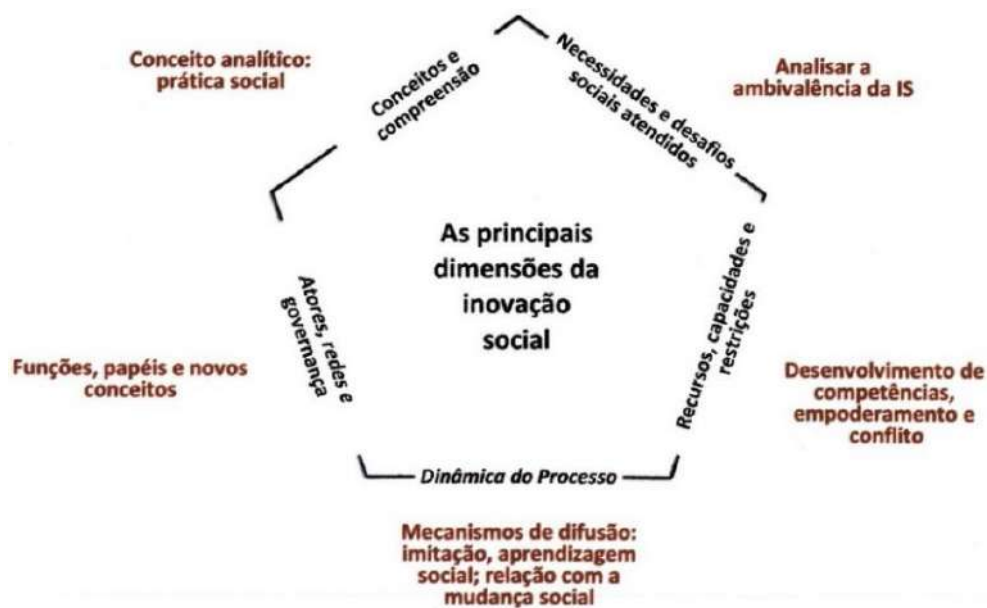 Conceito analítico:
prática social
Conceitos e
compreensão
Necessidades e desafios
sociais atendidos
Analisar a
ambivalência da IS
As principais
dimensões da
inovação
social
Atores, redes e
governança
Recursos, capacidades e
restrições
Funções, papéis e novos
conceitos
Desenvolvimento de
competências,
empoderamento e
conflito
Dinâmica do Processo
Mecanismos de difusão:
imitação, aprendizagem
social; relação com a
mudança social